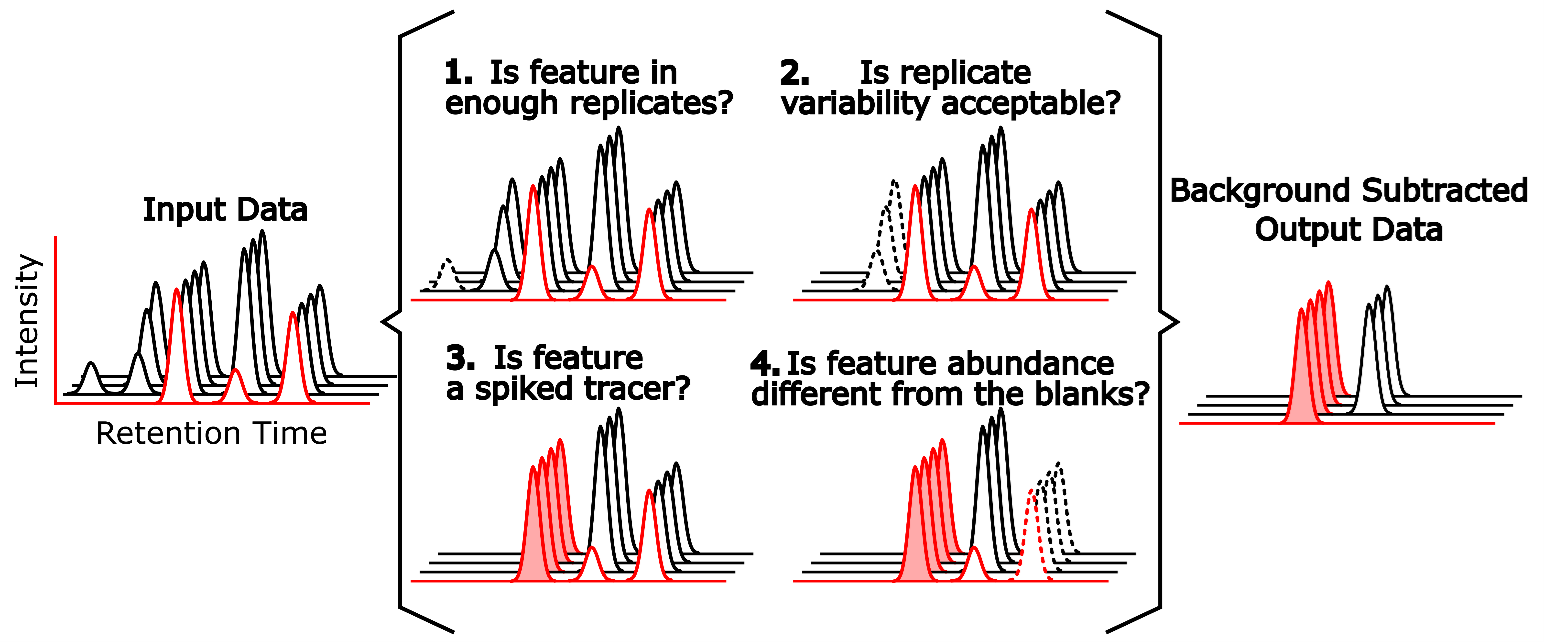 Input Data
Intensity
Retention Time
1. Is feature in
enough replicates?
2. Is replicate
variability acceptable?
3. Is feature
a spiked tracer?
4. Is feature abundance
different from the blanks?
Background Subtracted
Output Data